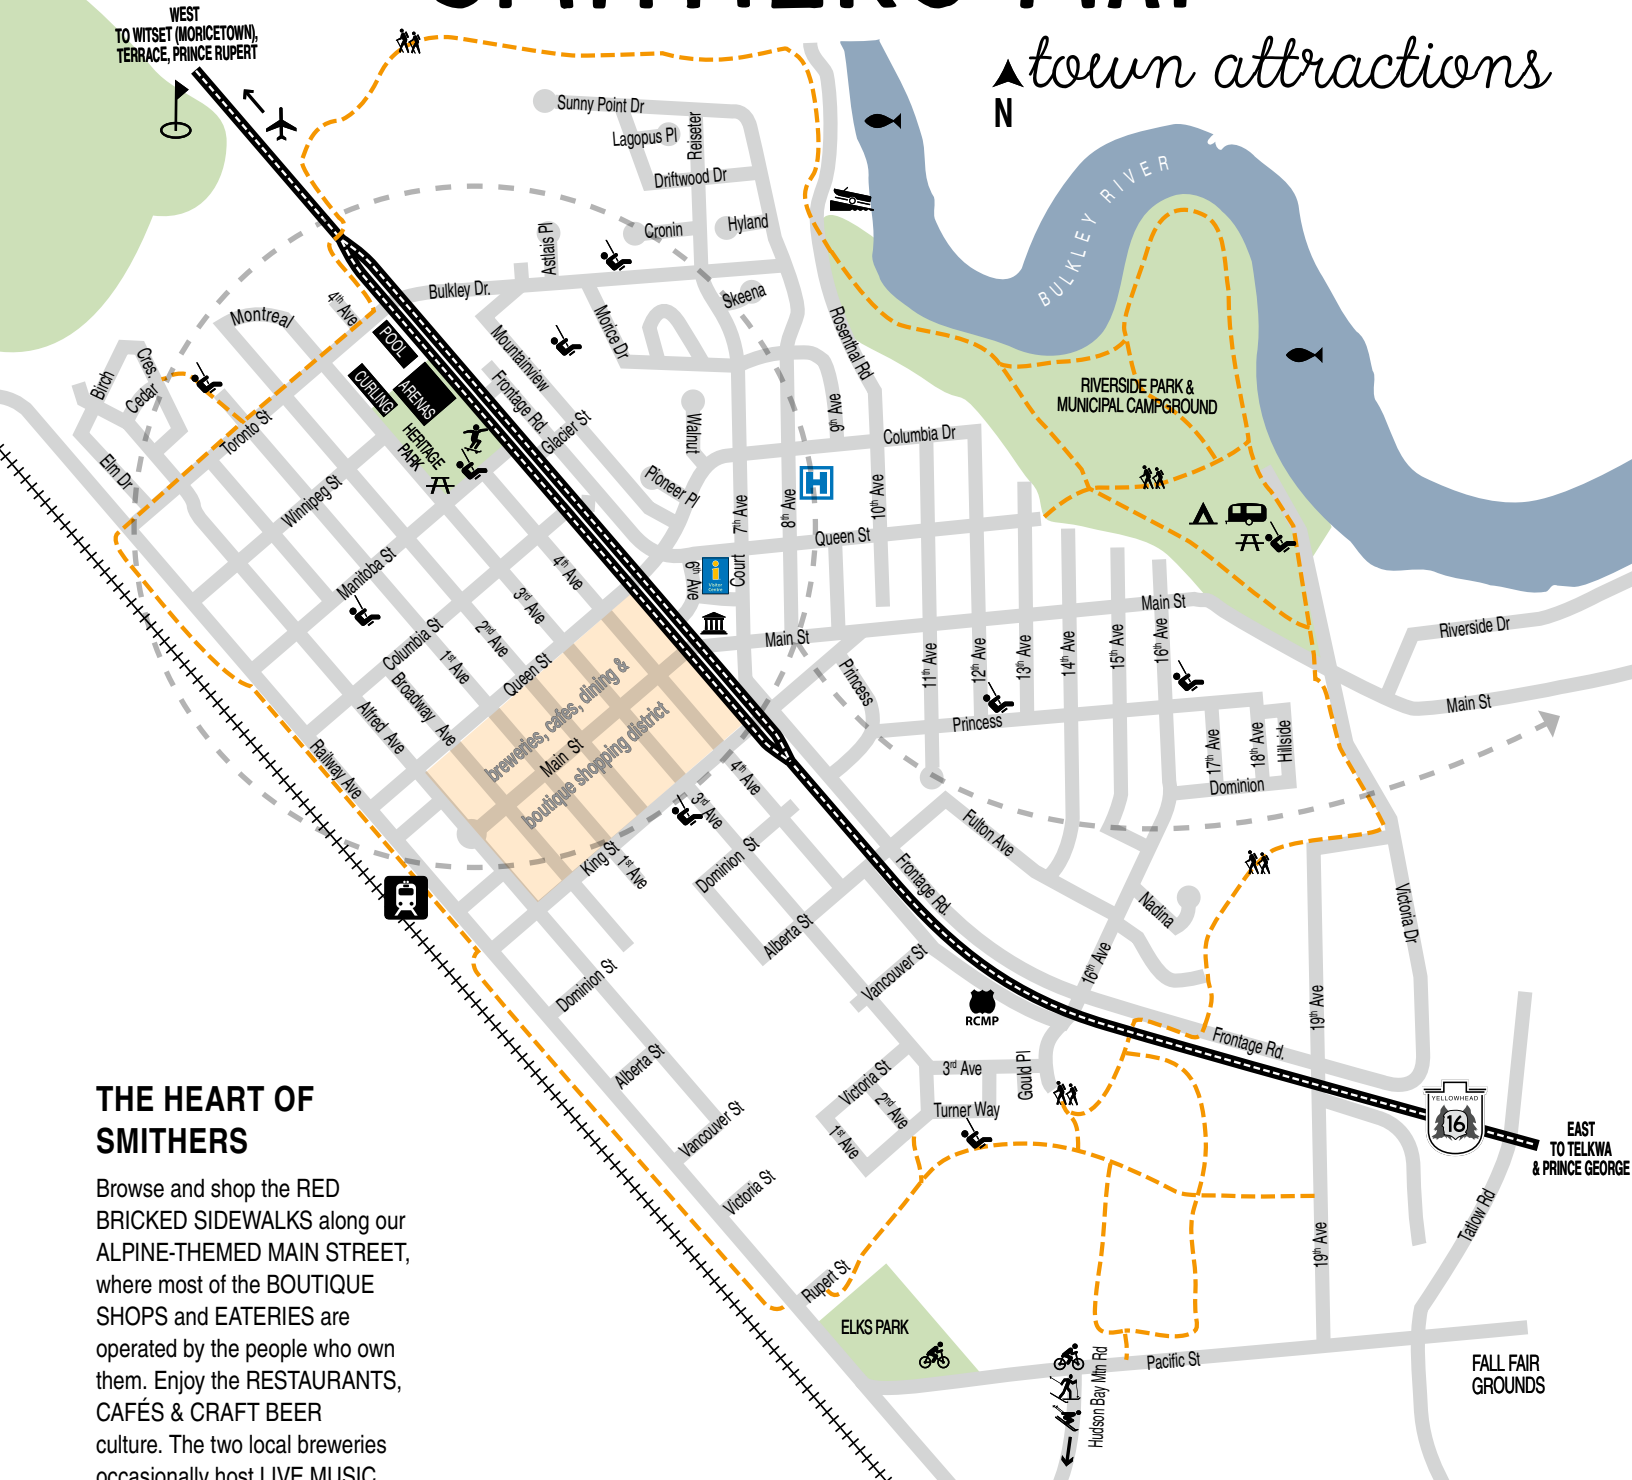 town attractions
N
WEST
TO WITSET (MORICETOWN),
TERRACE, PRINCE RUPERT
Sunny Point Dr
Lagopus Pl
Reiseter
Driftwood Dr
Cronin
Hyland
Astlais Pl
Skeena
Bulkley Dr.
Morice Dr
Mountainview
Frontage Rd.
Glacier St
Walnut
Pioneer Pl
Rosenthal Rd
BULKLEY RIVER
RIVERSIDE PARK &
MUNICIPAL CAMPGROUND
Montreal
4th Ave
POOL
CURLING
ARENAS
HERITAGE
PARK
Birch
Cres.
Cedar
Elm Dr
Toronto St
Winnipeg St
Manitoba St
Columbia St
Queen St
4th Ave
3rd Ave
2nd Ave
1st Ave
Broadway Ave
Alfred Ave
Railway Ave
9th Ave
Columbia Dr
H
7th Ave
8th Ave
10th Ave
Queen St
6th Ave
i
Visitor
Centre
Court
Main St
Main St
Princess
11th Ave
12th Ave
13th Ave
14th Ave
15th Ave
16th Ave
Princess
17th Ave
18th Ave
Hillside
Dominion
Riverside Dr
Main St
breweries, cafes, dining &
Main St
boutique shopping district
4th Ave
3rd Ave
King St
1st Ave
Dominion St
Alberta St
Vancouver St
Fulton Ave
Frontage Rd.
Nadina
16th Ave
Victoria Dr
19th Ave
Frontage Rd.
RCMP
Dominion St
Alberta St
Vancouver St
Victoria St
Victoria St
2nd Ave
1st Ave
3rd Ave
Gould Pl
Turner Way
Rupert St
ELKS PARK
Hudson Bay Mtn Rd
Pacific St
19th Ave
Tatlow Rd
YELLOWHEAD
16
EAST
TO TELKWA
& PRINCE GEORGE
FALL FAIR
GROUNDS
THE HEART OF
SMITHERS
Browse and shop the RED
BRICKED SIDEWALKS along our
ALPINE-THEMED MAIN STREET,
where most of the BOUTIQUE
SHOPS and EATERIES are
operated by the people who own
them. Enjoy the RESTAURANTS,
CAFÉS & CRAFT BEER
culture. The two local breweries
occasionally host LIVE MUSIC